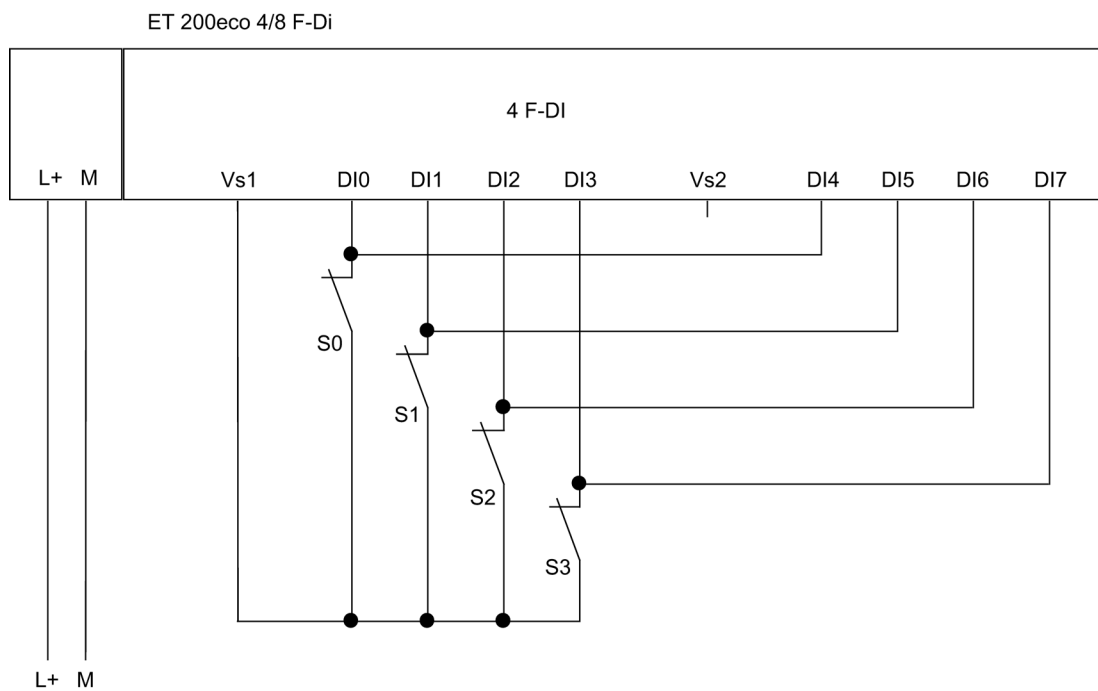 ET 200eco 4/8 F-Di
4 F-DI
L+ M Vs1 DI0 DI1 DI2 DI3 Vs2 DI4 DI5 DI6 DI7
S0
S1
S2
S3
L+ M